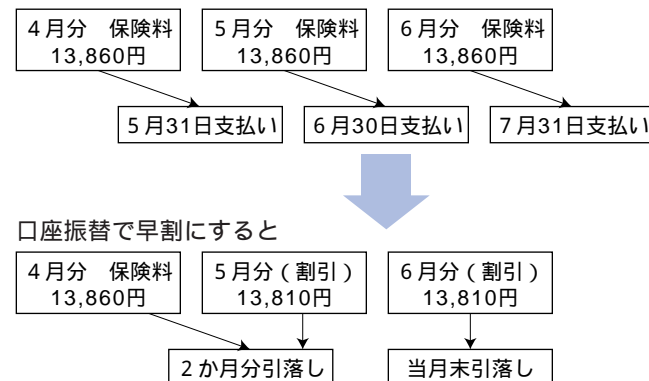 4月分 保険料
13,860円
5月分 保険料
13,860円
6月分 保険料
13,860円
5月31日支払い
6月30日支払い
7月31日支払い
口座振替で早割にすると
4月分 保険料
13,860円
5月分(割引)
13,810円
6月分(割引)
13,810円
2か月分引落し
当月末引落し